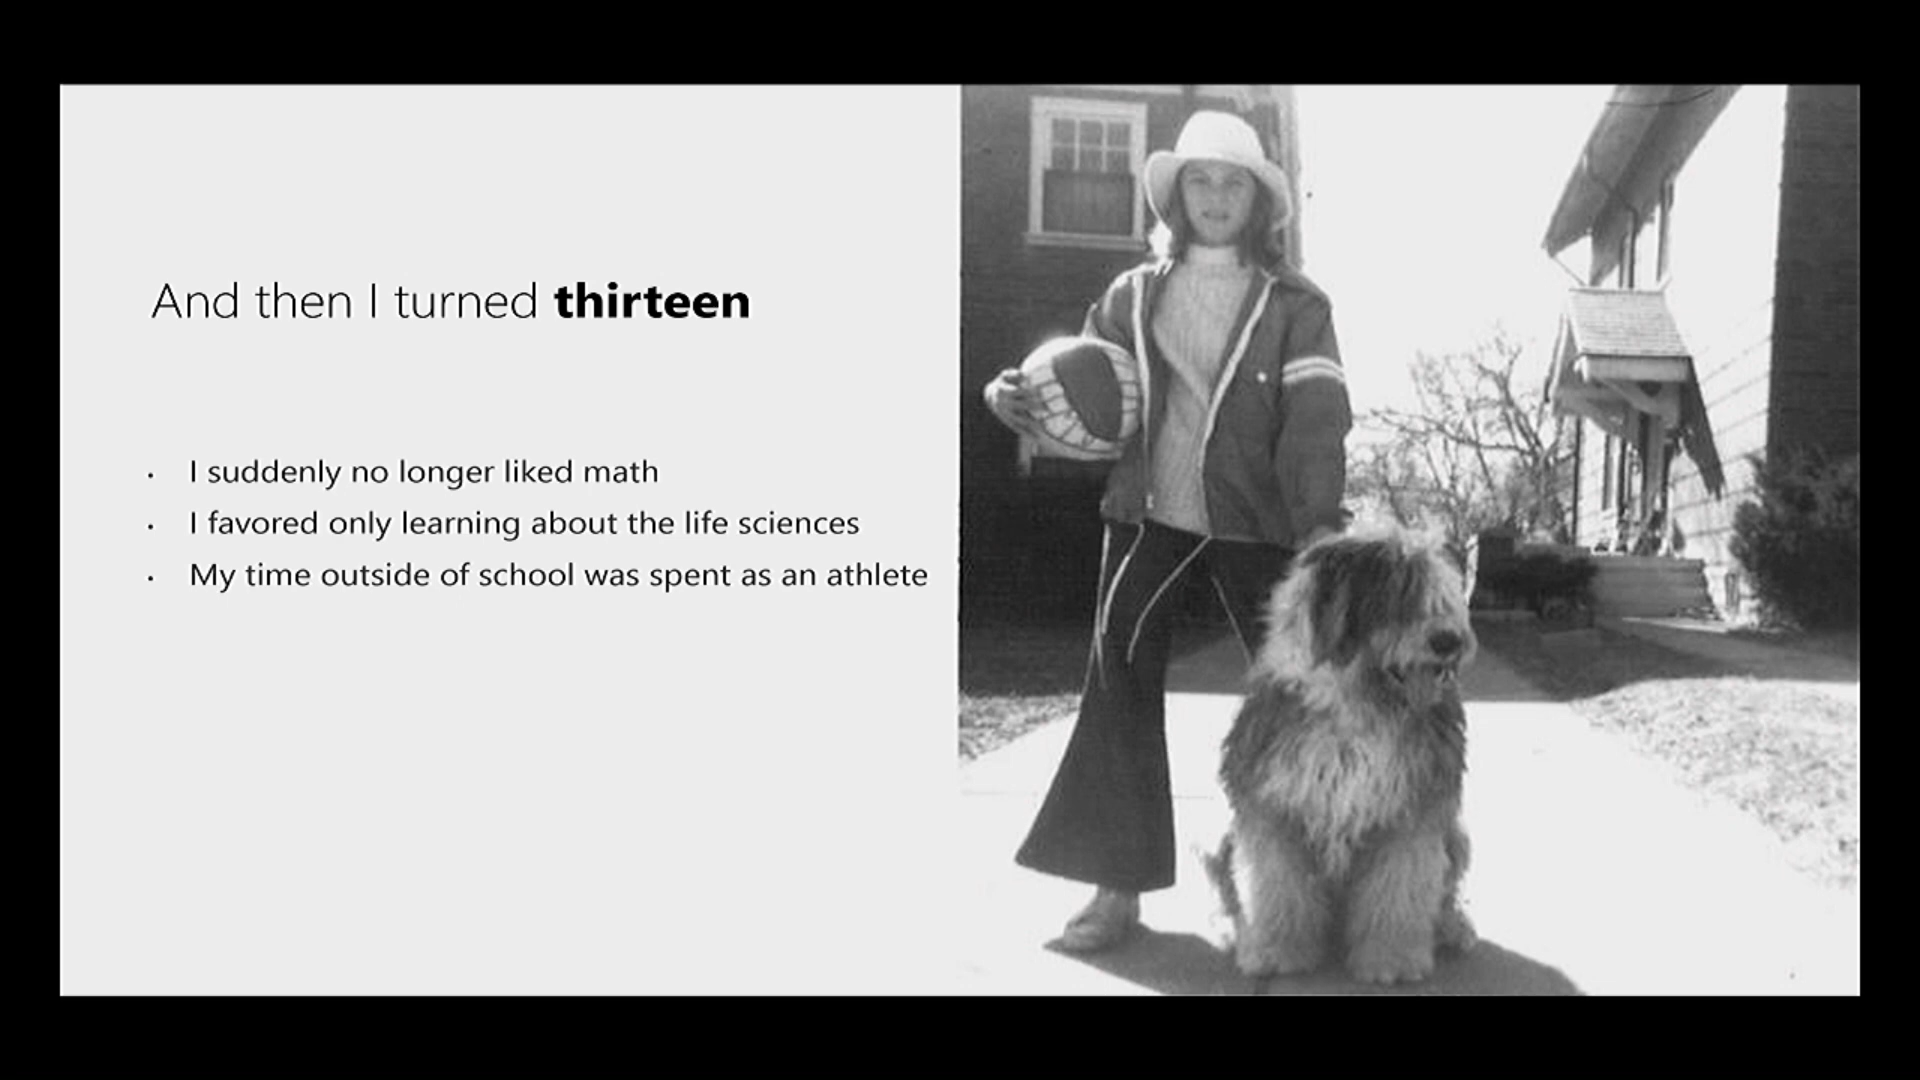 And then I turned thirteen
· I suddenly no longer liked math
· I favored only learning about the life sciences
· My time outside of school was spent as an athlete